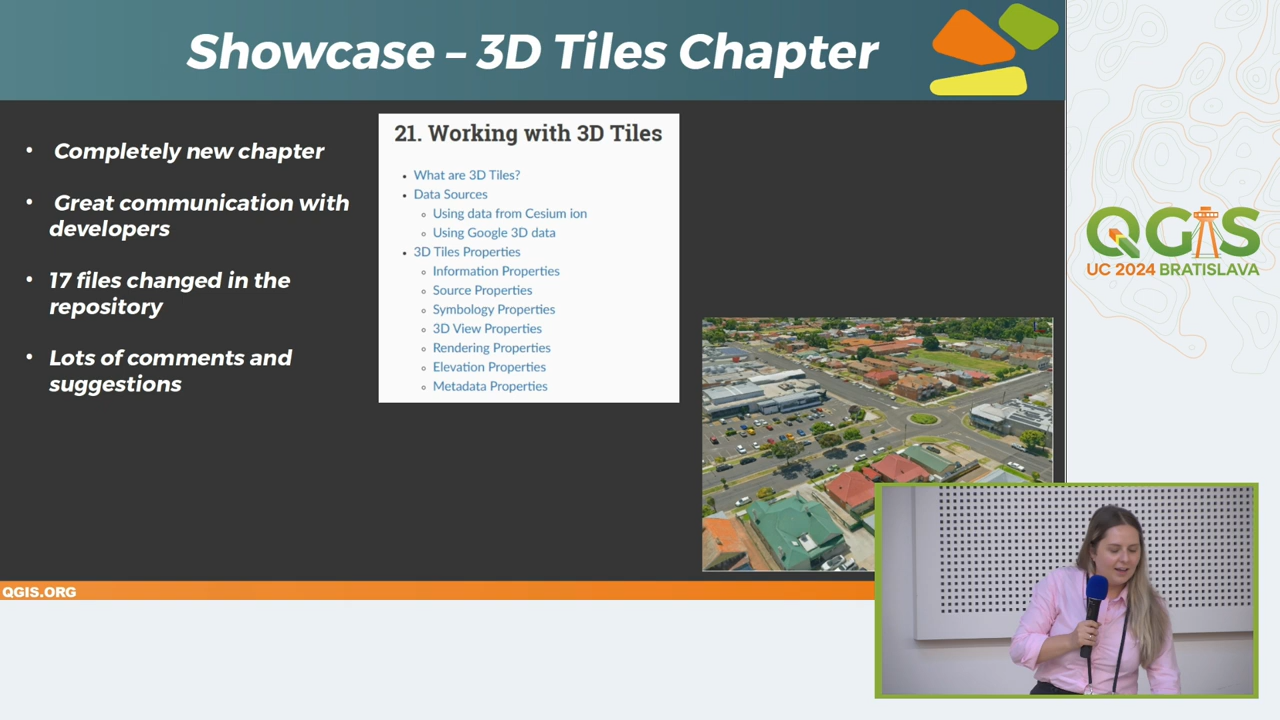 Showcase – 3D Tiles Chapter
• Completely new chapter
• Great communication with
developers
• 17 files changed in the
repository
• Lots of comments and
suggestions
21. Working with 3D Tiles
• What are 3D Tiles?
• Data Sources
◦ Using data from Cesium ion
◦ Using Google 3D data
• 3D Tiles Properties
◦ Information Properties
◦ Source Properties
◦ Symbology Properties
◦ 3D View Properties
◦ Rendering Properties
◦ Elevation Properties
◦ Metadata Properties
QGIS.ORG
QGIS
UC 2024 BRATISLAVA